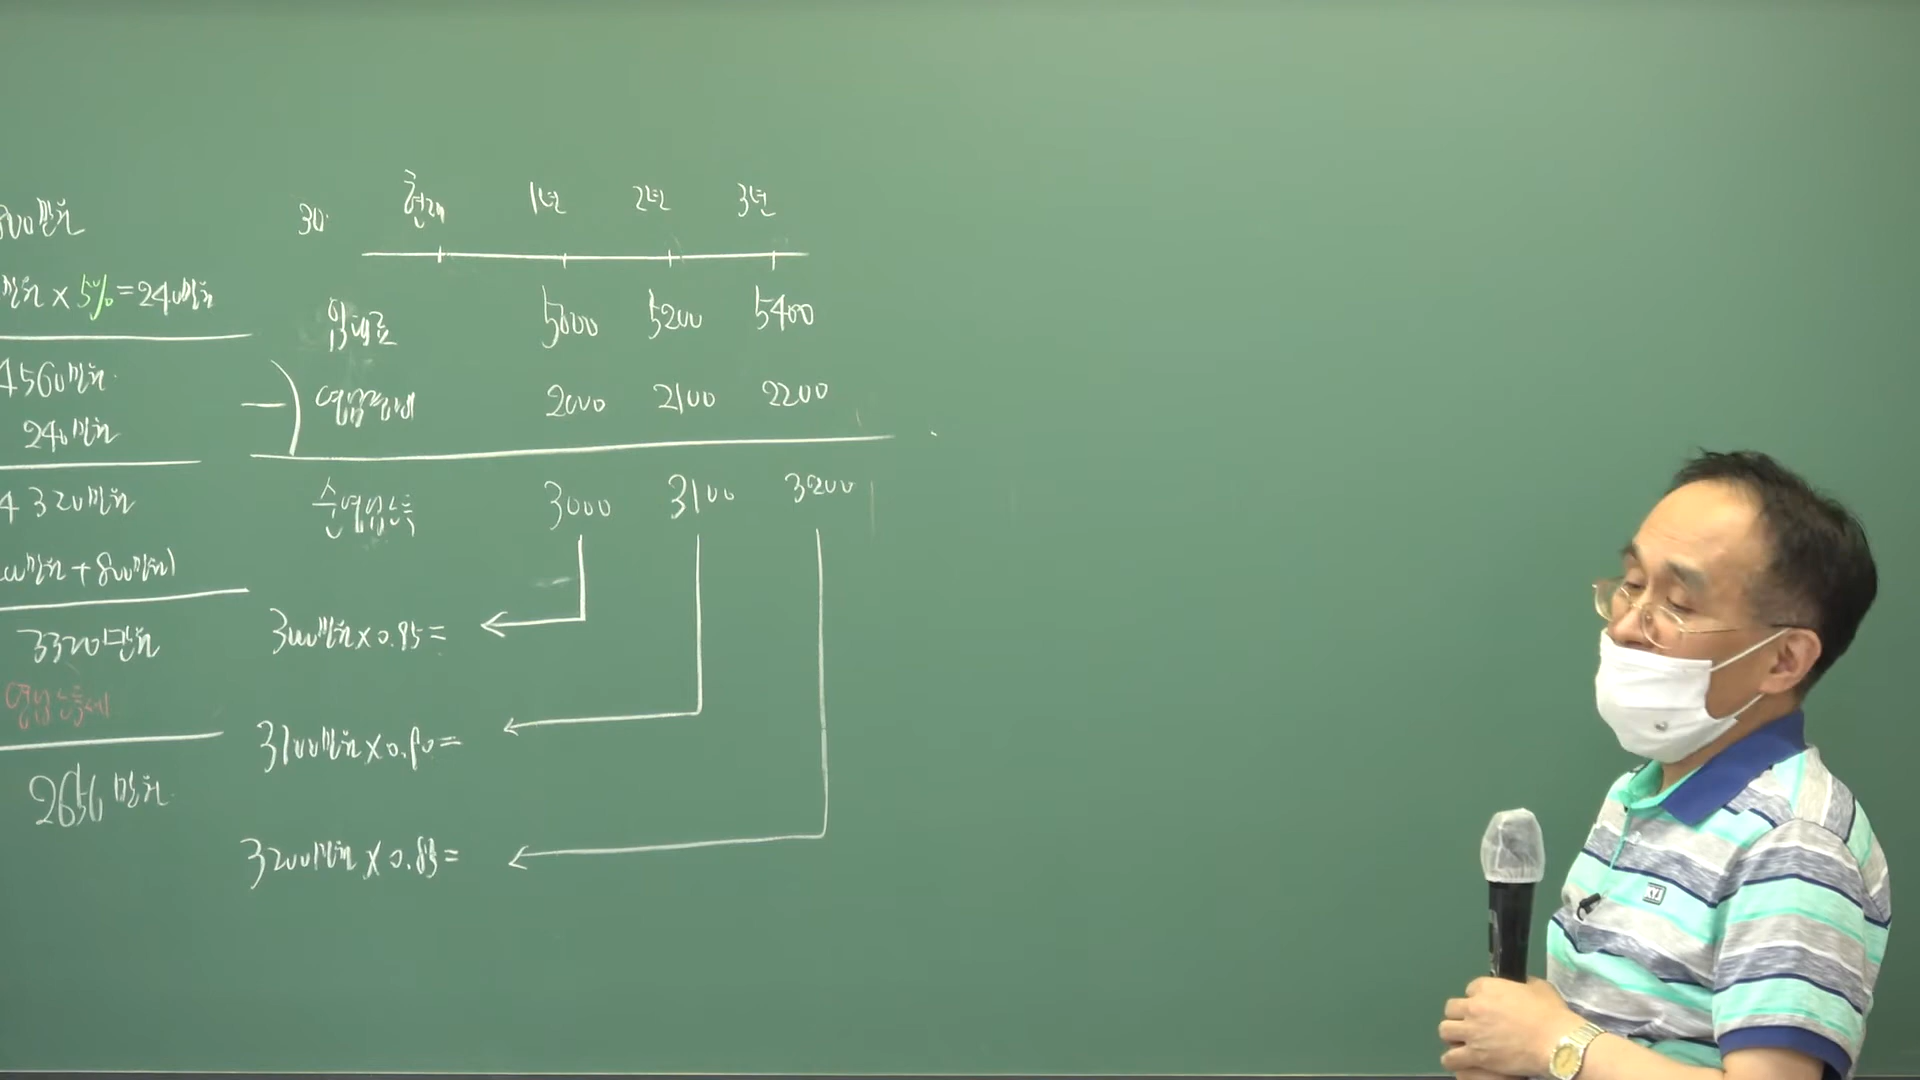 800만원
만원 × 5% = 240만원
4560만원
240만원
4320만원
만원 + 800만원)
3320만원
영업소득세
2656만원
30. 현재 1년 2년 3년
임대료 5000 5200 5400
—) 영업경비 2000 2100 2200
순영업소득 3000 3100 3200
3000만원 × 0.95 =
3100만원 × 0.90 =
3200만원 × 0.85 =